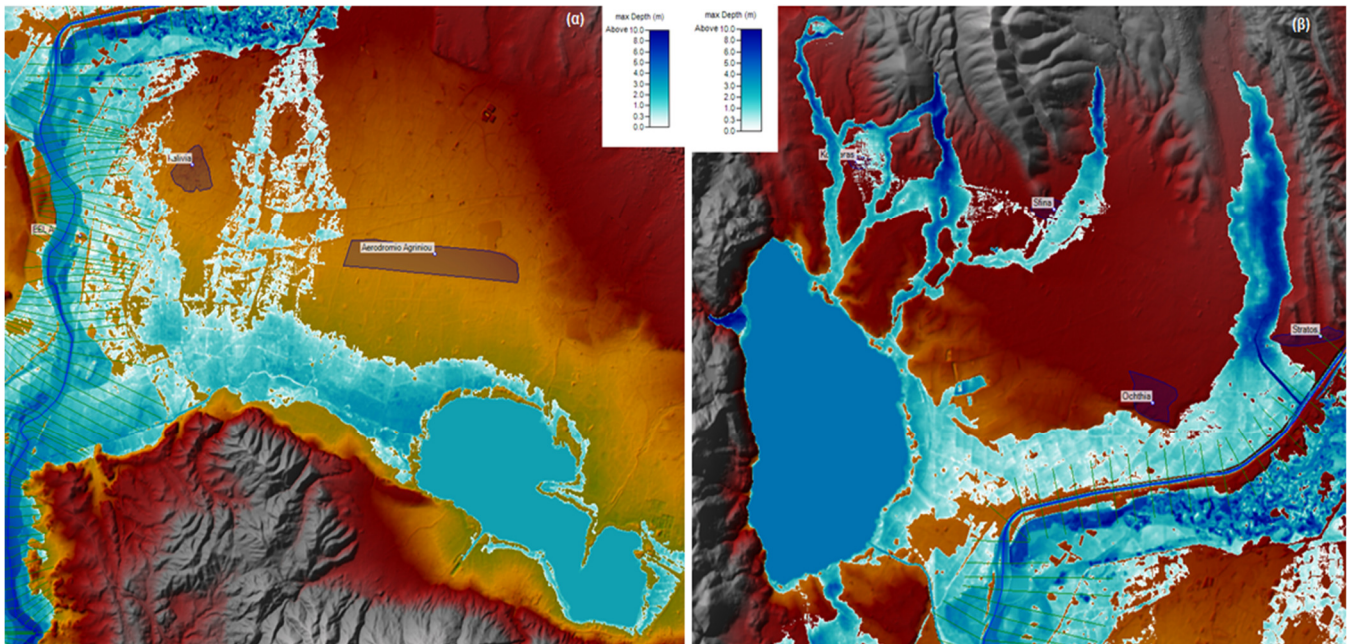 (α)
max Depth (m)
Above 10.0
8.0
6.0
5.0
4.0
3.0
2.0
1.0
0.3
0.0
Kalivia
Aerodromio Agriniou
max Depth (m)
Above 10.0
8.0
6.0
5.0
4.0
3.0
2.0
1.0
0.3
0.0
(β)
Sfina
Stratos
Ochthia